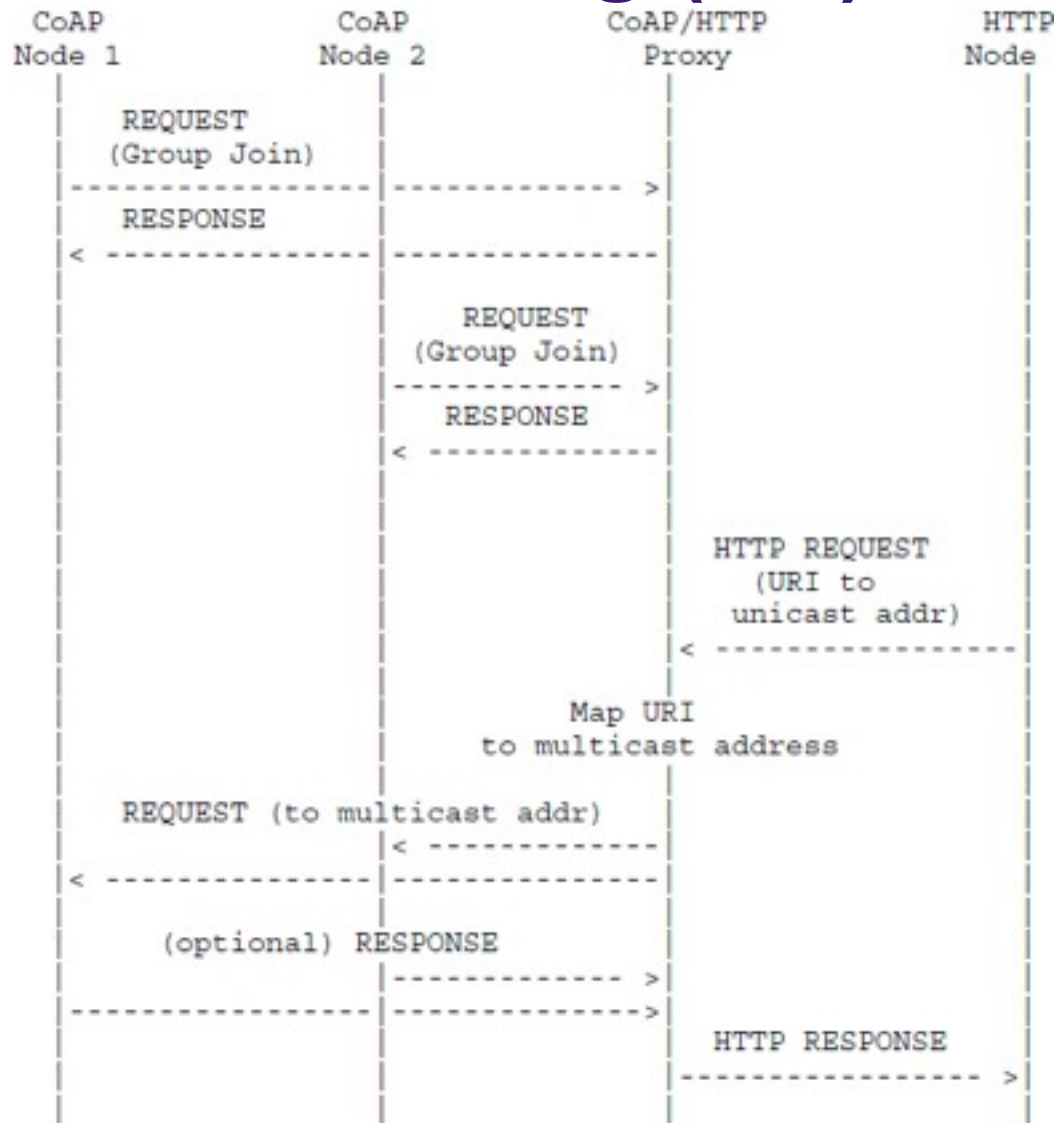 CoAP CoAP CoAP/HTTP HTTP
Node 1 Node 2 Proxy Node
REQUEST
(Group Join)
RESPONSE
REQUEST
(Group Join)
RESPONSE
HTTP REQUEST
(URI to
unicast addr)
Map URI
to multicast address
REQUEST (to multicast addr)
(optional) RESPONSE
HTTP RESPONSE